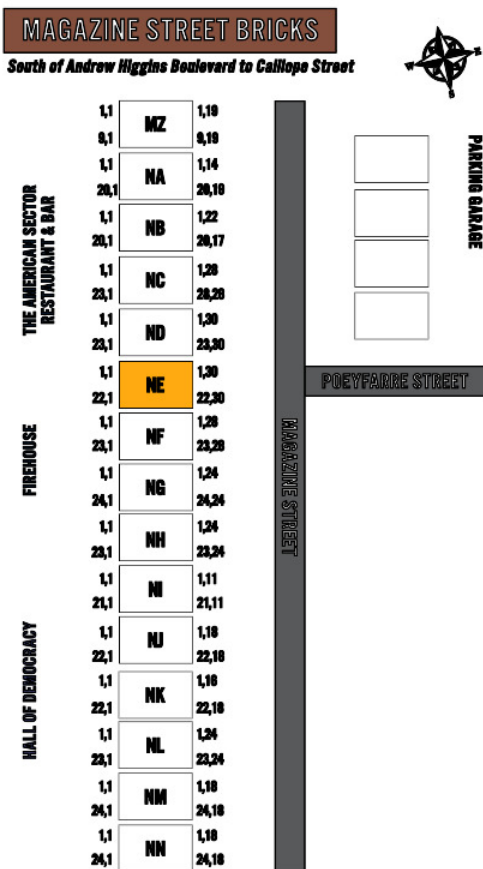 MAGAZINE STREET BRICKS
South of Andrew Higgins Boulevard to Calliope Street
N
E
S
W
PARKING GARAGE
THE AMERICAN SECTOR
RESTAURANT & BAR
FIREHOUSE
HALL OF DEMOCRACY
MAGAZINE STREET
POEYFARRE STREET
1,1 MZ 1,19
9,1 9,19
1,1 NA 1,14
20,1 20,19
1,1 NB 1,22
20,1 20,17
1,1 NC 1,28
23,1 28,28
1,1 ND 1,30
23,1 23,30
1,1 NE 1,30
22,1 22,30
1,1 NF 1,28
23,1 23,28
1,1 NG 1,24
24,1 24,24
1,1 NH 1,24
23,1 23,24
1,1 NI 1,11
21,1 21,11
1,1 NJ 1,18
22,1 22,18
1,1 NK 1,16
22,1 22,18
1,1 NL 1,24
23,1 23,24
1,1 NM 1,18
24,1 24,18
1,1 NN 1,18
24,1 24,18